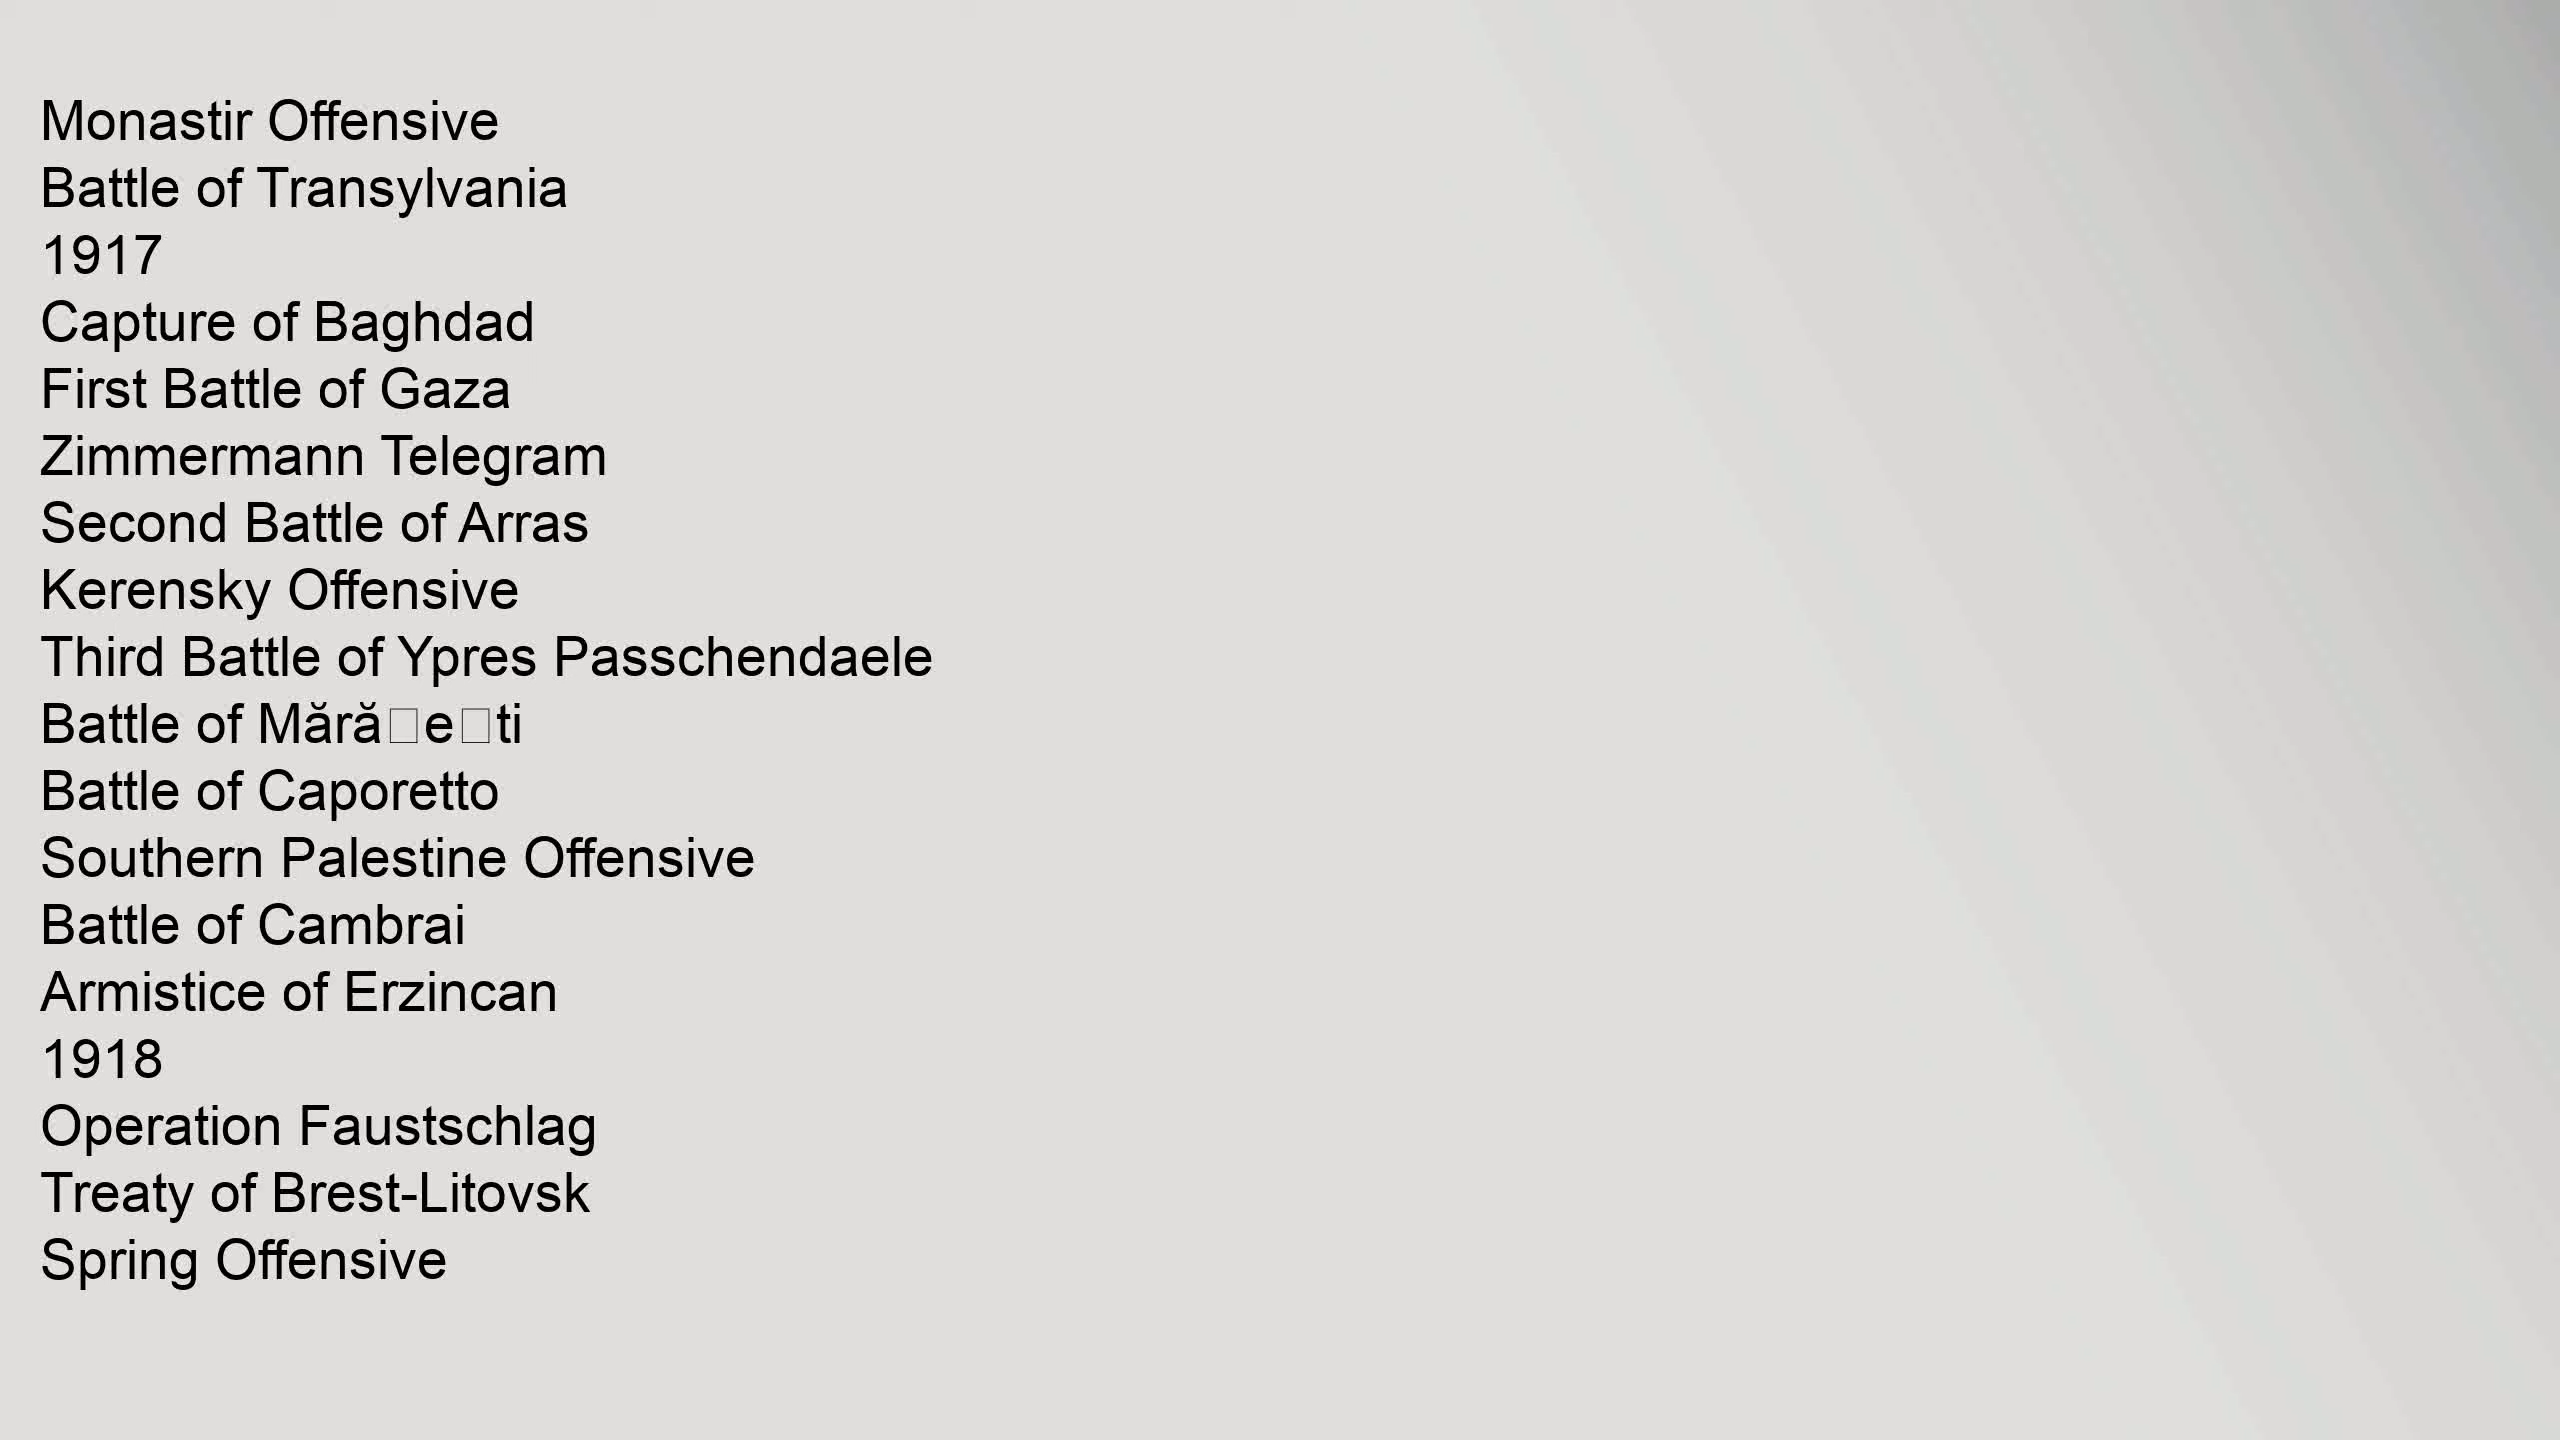 Monastir Offensive
Battle of Transylvania
1917
Capture of Baghdad
First Battle of Gaza
Zimmermann Telegram
Second Battle of Arras
Kerensky Offensive
Third Battle of Ypres Passchendaele
Battle of Mără□e□ti
Battle of Caporetto
Southern Palestine Offensive
Battle of Cambrai
Armistice of Erzincan
1918
Operation Faustschlag
Treaty of Brest-Litovsk
Spring Offensive